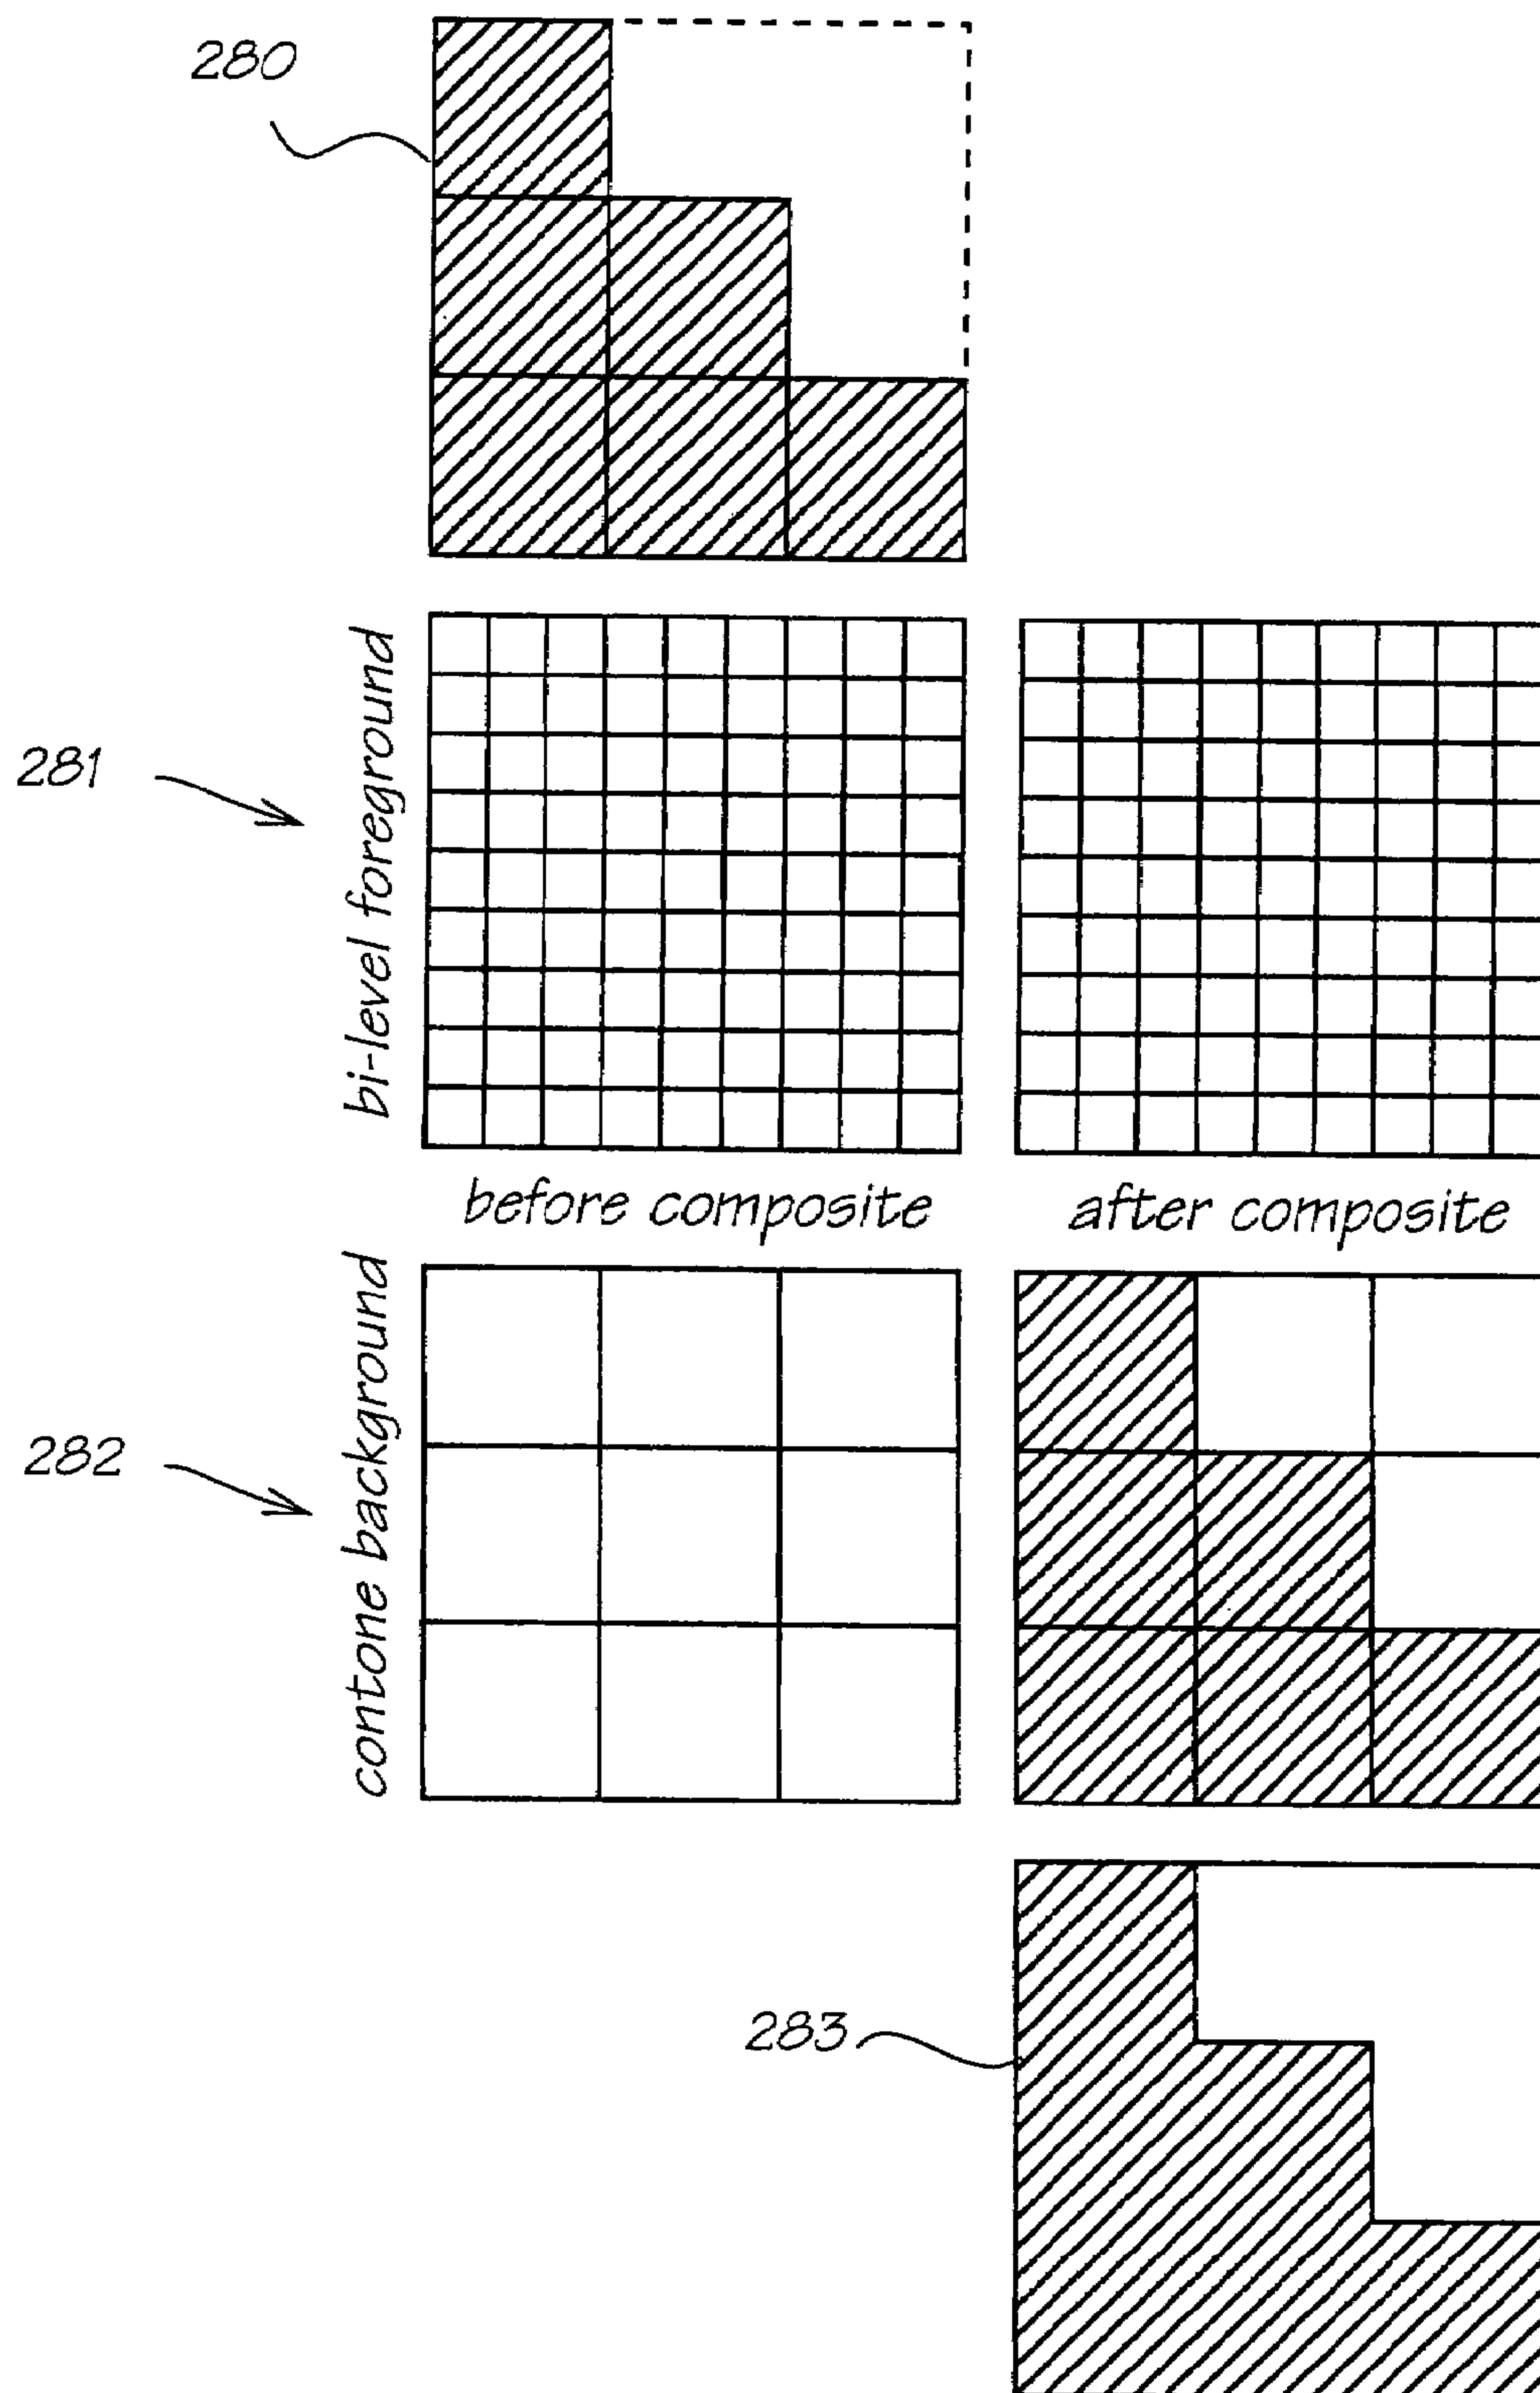 280
281
bi-level foreground
before composite
after composite
282
contone background
283